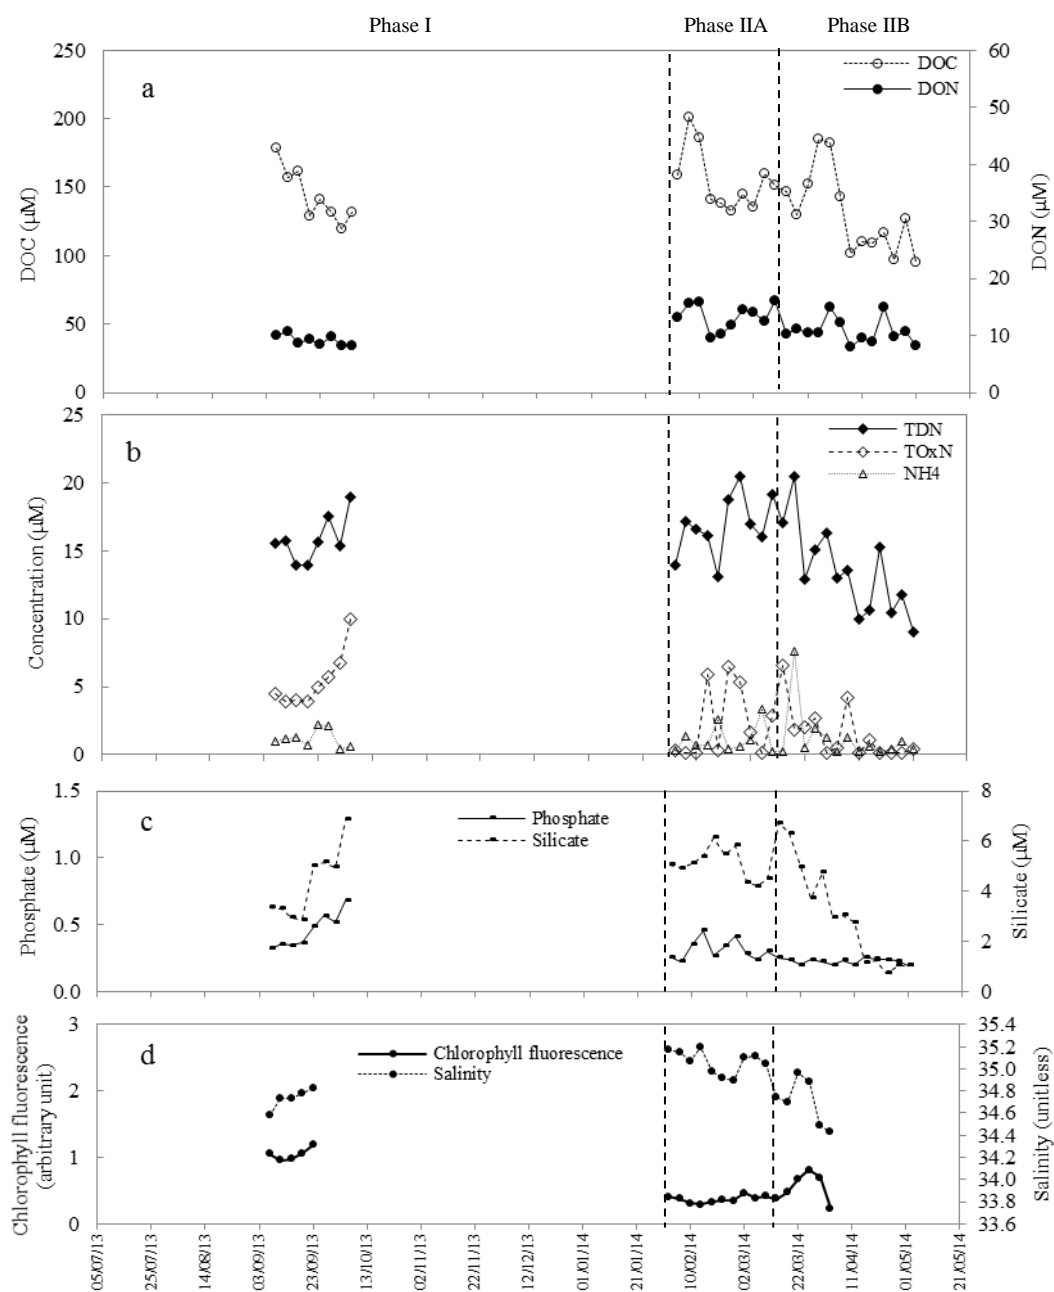 Phase I Phase IIA Phase IIB
a
DOC
DON
250
200
150
100
50
0
DOC (µM)
60
50
40
30
20
10
0
DON (µM)
b
TDN
TOxN
NH4
25
20
15
10
5
0
Concentration (µM)
c
Phosphate
Silicate
1.5
1.0
0.5
0.0
Phosphate (µM)
8
6
4
2
0
Silicate (µM)
d
Chlorophyll fluorescence
Salinity
3
2
1
0
Chlorophyll fluorescence
(arbitrary unit)
35.4
35.2
35.0
34.8
34.6
34.4
34.2
34.0
33.8
33.6
Salinity (unitless)
05/07/13
25/07/13
14/08/13
03/09/13
23/09/13
13/10/13
02/11/13
22/11/13
12/12/13
01/01/14
21/01/14
10/02/14
02/03/14
22/03/14
11/04/14
01/05/14
21/05/14